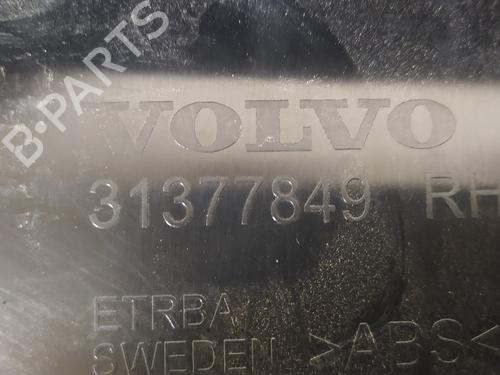 B-PARTS
VOLVO
31377849 RH
ETRBA
SWEDEN >ABS<